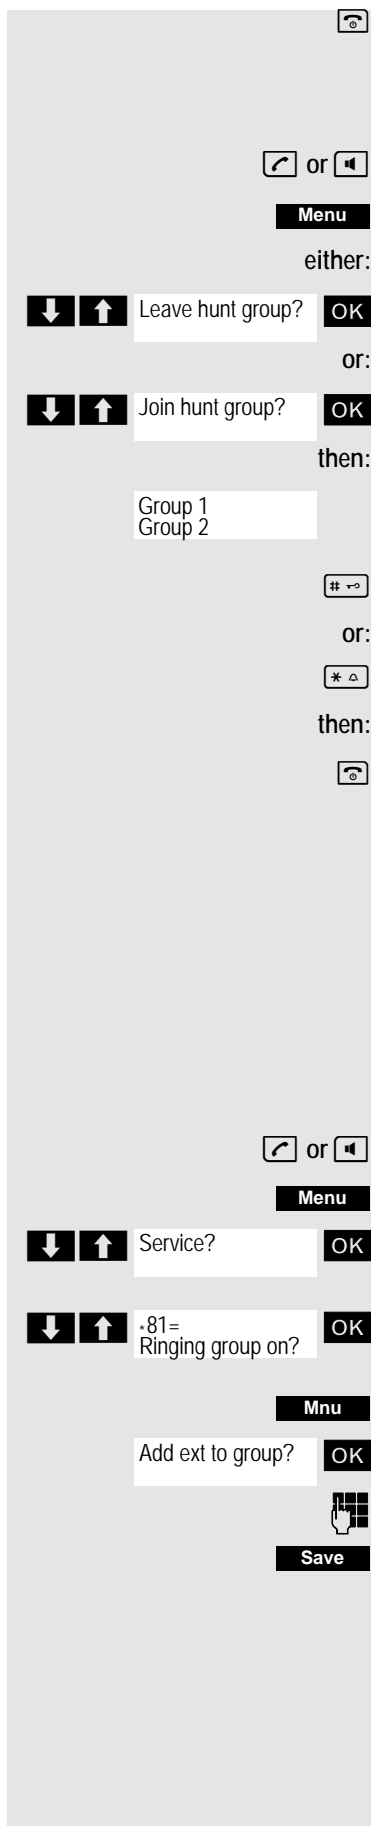 or
Menu
either:
Leave hunt group? OK
or:
Join hunt group? OK
then:
Group 1
Group 2
#
or:
*
then:
or
Menu
Service? OK
*81=
Ringing group on? OK
Mnu
Add ext to group? OK
Save